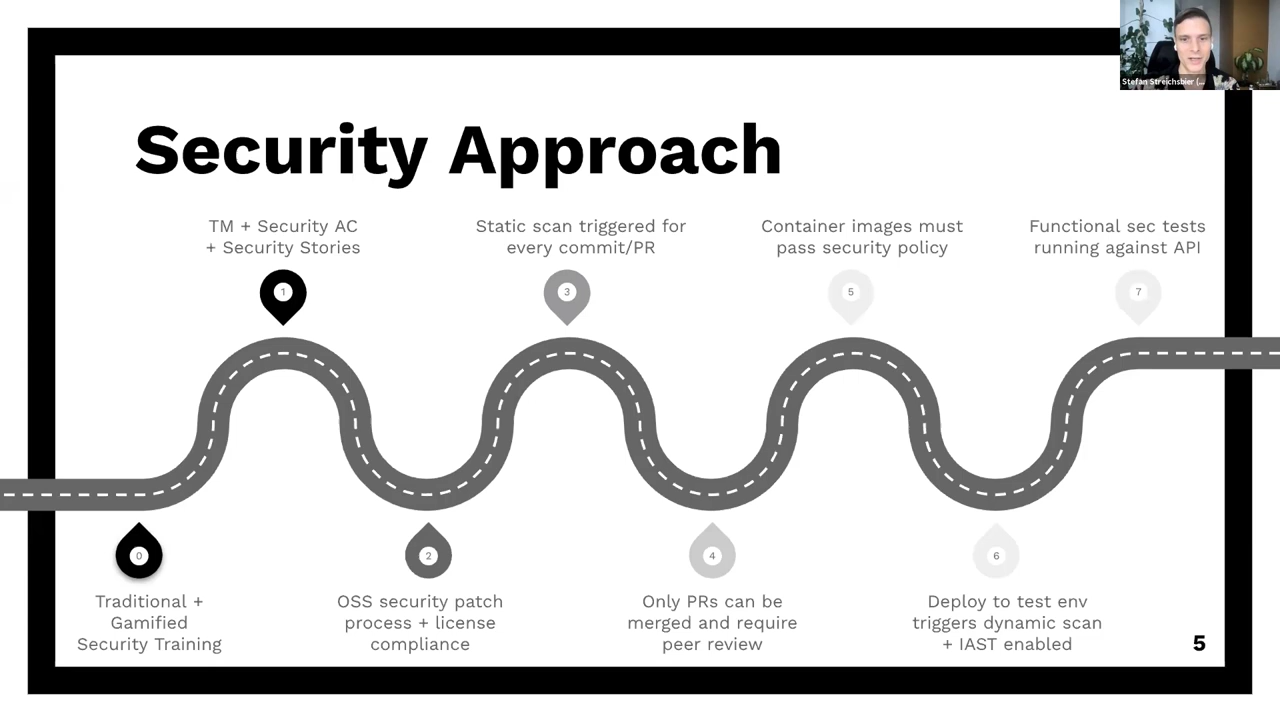 Stefan Streichsbier (...
Security Approach
TM + Security AC
+ Security Stories
Static scan triggered for
every commit/PR
Container images must
pass security policy
Functional sec tests
running against API
1
3
5
7
0
2
4
6
Traditional +
Gamified
Security Training
OSS security patch
process + license
compliance
Only PRs can be
merged and require
peer review
Deploy to test env
triggers dynamic scan
+ IAST enabled
5